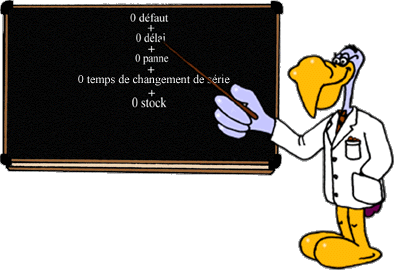 0 défaut
+
0 délai
+
0 panne
+
0 temps de changement de série
+
0 stock